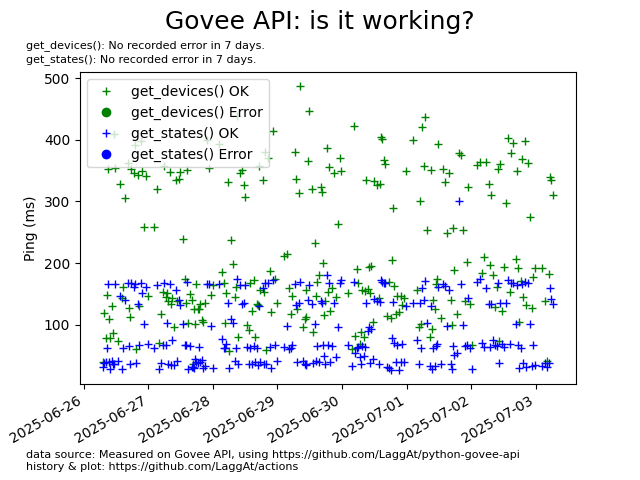 Govee API: is it working?
get_devices(): No recorded error in 7 days.
get_states(): No recorded error in 7 days.
500
400
300
200
100
Ping (ms)
get_devices() OK
get_devices() Error
get_states() OK
get_states() Error
2025-06-26
2025-06-27
2025-06-28
2025-06-29
2025-06-30
2025-07-01
2025-07-02
2025-07-03
data source: Measured on Govee API, using https://github.com/LaggAt/python-govee-api
history & plot: https://github.com/LaggAt/actions